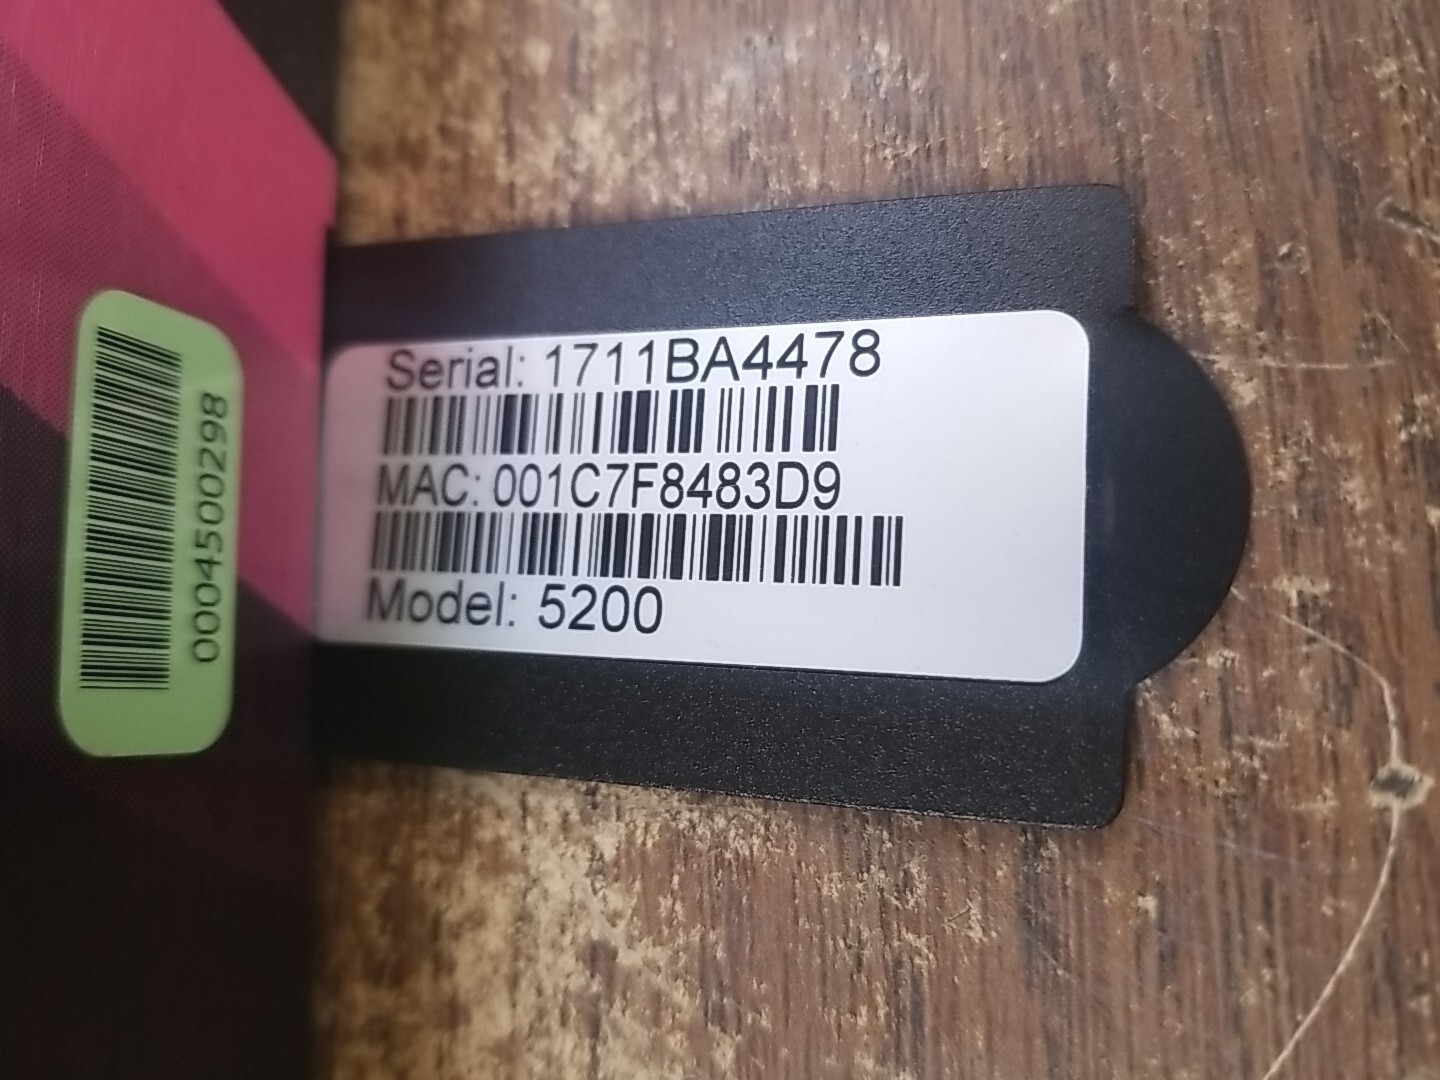 Serial: 1711BA4478
MAC: 001C7F8483D9
Model: 5200
0004500298